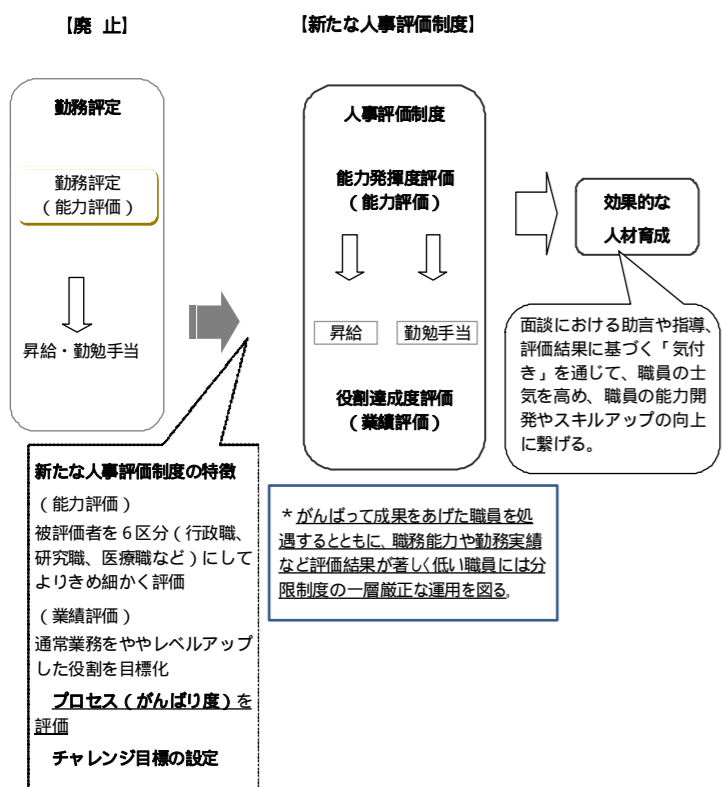 【廃 止】
【新たな人事評価制度】
勤務評定
勤務評定
(能力評価)
昇給・勤勉手当
人事評価制度
能力発揮度評価
(能力評価)
昇給
勤勉手当
役割達成度評価
(業績評価)
効果的な
人材育成
面談における助言や指導、
評価結果に基づく「気付
き」を通じて、職員の士
気を高め、職員の能力開
発やスキルアップの向上
に繋げる。
新たな人事評価制度の特徴
(能力評価)
被評価者を6区分(行政職、
研究職、医療職など)にして
よりきめ細かく評価
(業績評価)
通常業務をややレベルアップ
した役割を目標化
プロセス(がんばり度)を
評価
チャレンジ目標の設定
*がんばって成果をあげた職員を処
遇するとともに、職務能力や勤務実績
など評価結果が著しく低い職員には分
限制度の一層厳正な運用を図る。